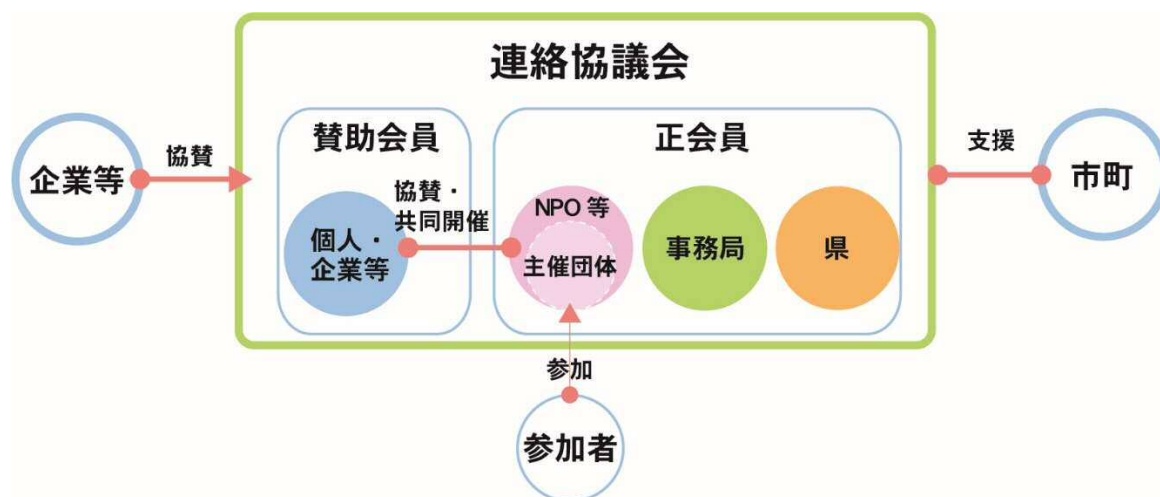 連絡協議会
賛助会員
正会員
企業等
協賛
個人・
企業等
協賛・
共同開催
NPO 等
主催団体
事務局
県
支援
市町
参加
参加者